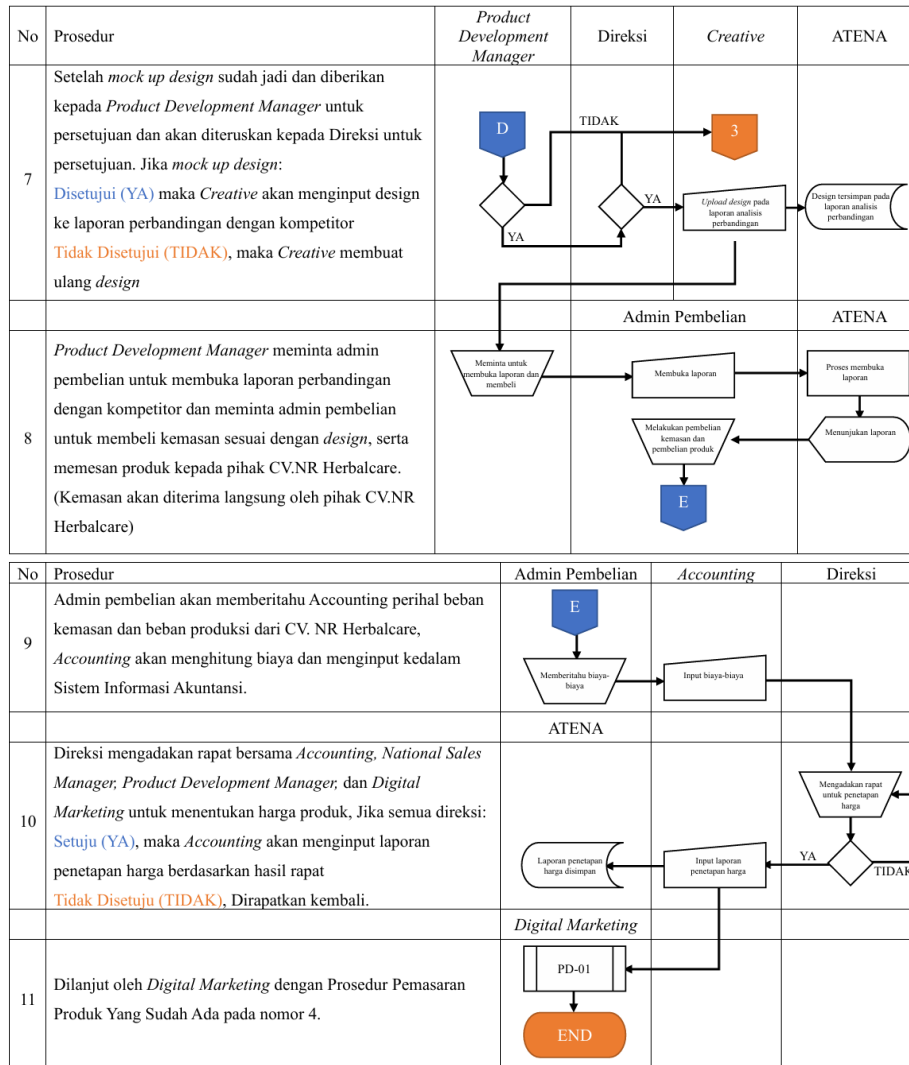 No Prosedur Product Development Manager Direksi Creative ATENA
7
Setelah mock up design sudah jadi dan diberikan
kepada Product Development Manager untuk
persetujuan dan akan diteruskan kepada Direksi untuk
persetujuan. Jika mock up design:
Disetujui (YA) maka Creative akan menginput design
ke laporan perbandingan dengan kompetitor
Tidak Disetujui (TIDAK), maka Creative membuat
ulang design
D
TIDAK
3
YA
YA
Upload design pada
laporan analisis
perbandingan
Design tersimpan pada
laporan analisis
perbandingan
Admin Pembelian ATENA
8
Product Development Manager meminta admin
pembelian untuk membuka laporan perbandingan
dengan kompetitor dan meminta admin pembelian
untuk membeli kemasan sesuai dengan design, serta
memesan produk kepada pihak CV.NR Herbalcare.
(Kemasan akan diterima langsung oleh pihak CV.NR
Herbalcare)
Meminta untuk
membuka laporan dan
membeli
Membuka laporan
Proses membuka
laporan
Menunjukan laporan
Melakukan pembelian
kemasan dan
pembelian produk
E
No Prosedur Admin Pembelian Accounting Direksi
9
Admin pembelian akan memberitahu Accounting perihal beban
kemasan dan beban produksi dari CV. NR Herbalcare,
Accounting akan menghitung biaya dan menginput kedalam
Sistem Informasi Akuntansi.
E
Memberitahu biaya-
biaya
Input biaya-biaya
ATENA
10
Direksi mengadakan rapat bersama Accounting, National Sales
Manager, Product Development Manager, dan Digital
Marketing untuk menentukan harga produk, Jika semua direksi:
Setuju (YA), maka Accounting akan menginput laporan
penetapan harga berdasarkan hasil rapat
Tidak Disetuju (TIDAK), Dirapatkan kembali.
Mengadakan rapat
untuk penetapan
harga
YA
TIDAK
Input laporan
penetapan harga
Laporan penetapan
harga disimpan
Digital Marketing
11
Dilanjut oleh Digital Marketing dengan Prosedur Pemasaran
Produk Yang Sudah Ada pada nomor 4.
PD-01
END